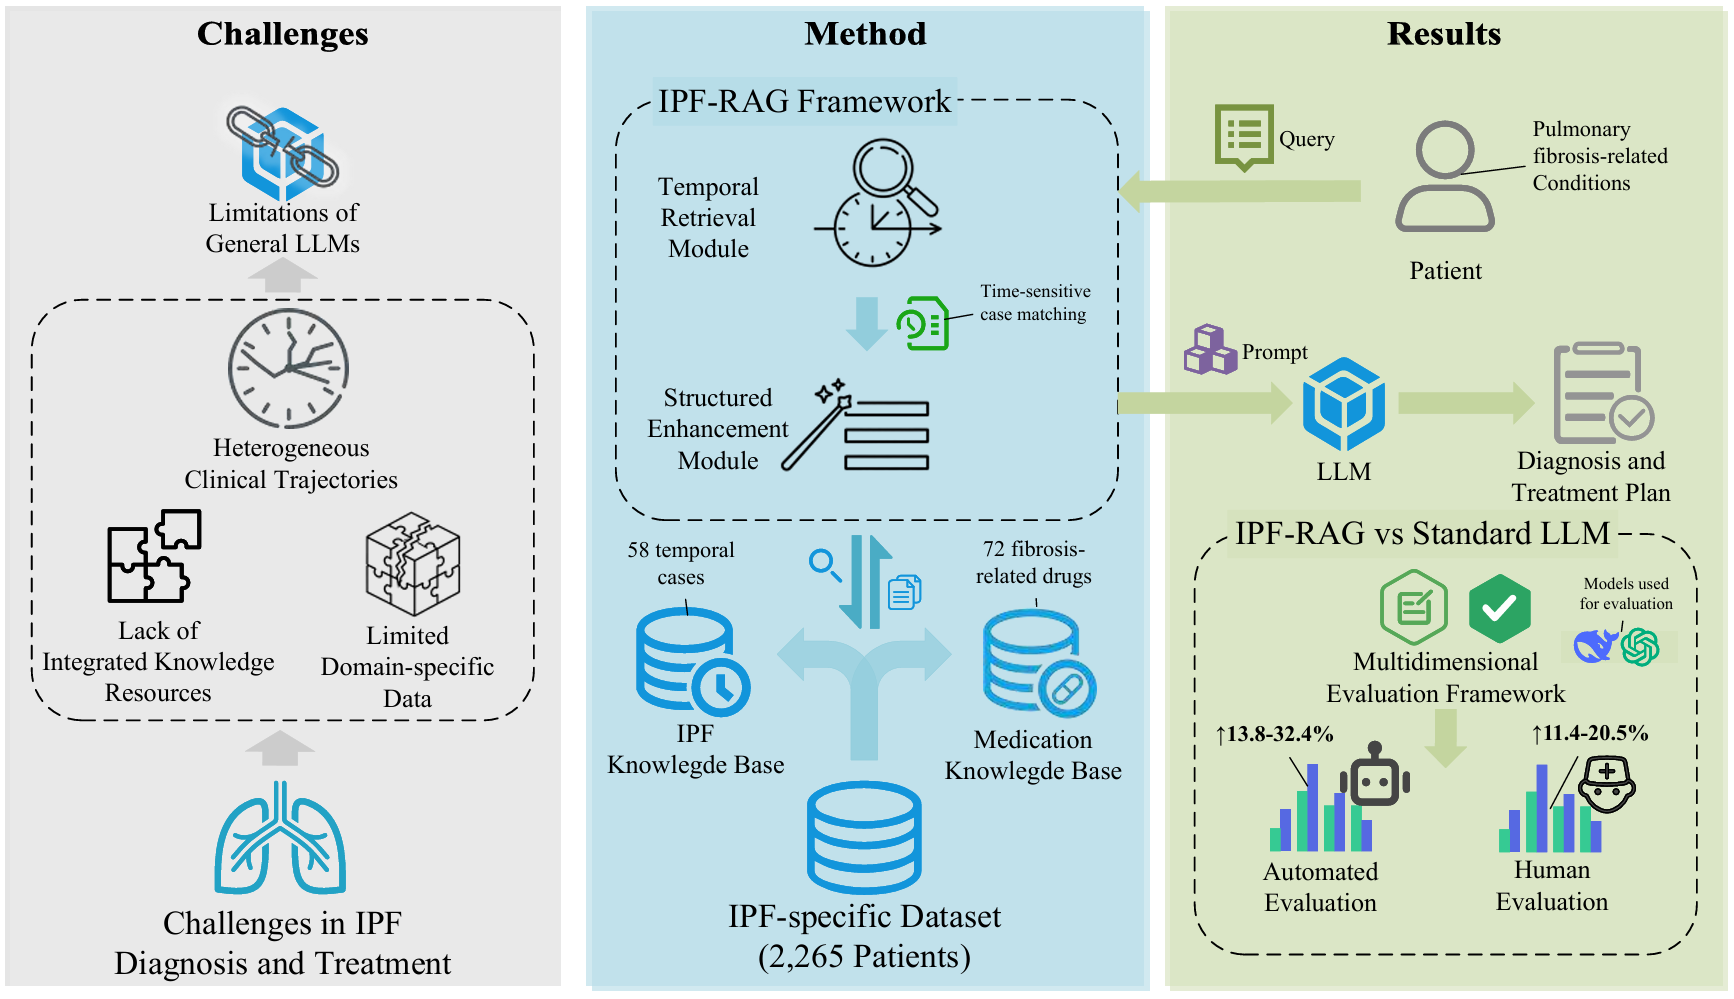 Challenges
Limitations of
General LLMs
Heterogeneous
Clinical Trajectories
Lack of
Integrated Knowledge
Resources
Limited
Domain-specific
Data
Challenges in IPF
Diagnosis and Treatment
Method
IPF-RAG Framework
Temporal
Retrieval
Module
Time-sensitive
case matching
Structured
Enhancement
Module
58 temporal
cases
72 fibrosis-
related drugs
IPF
Knowlegde Base
Medication
Knowlegde Base
IPF-specific Dataset
(2,265 Patients)
Results
Query
Pulmonary
fibrosis-related
Conditions
Patient
Prompt
LLM
Diagnosis and
Treatment Plan
IPF-RAG vs Standard LLM
Models used
for evaluation
Multidimensional
Evaluation Framework
↑13.8-32.4%
↑11.4-20.5%
Automated
Evaluation
Human
Evaluation